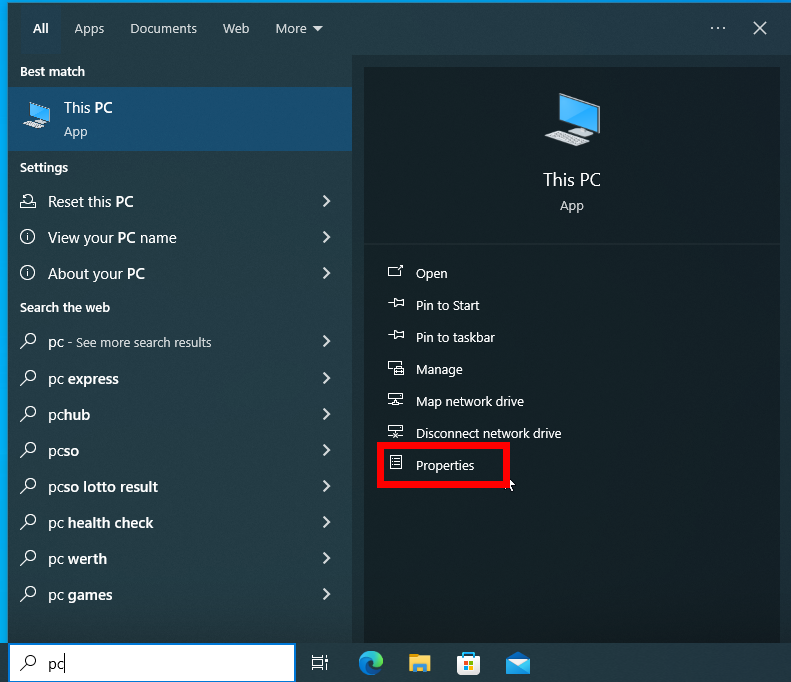 All
Apps
Documents
Web
More
Best match
This PC
App
Settings
Reset this PC
View your PC name
About your PC
Search the web
pc - See more search results
pc express
pchub
pcso
pcso lotto result
pc health check
pc werth
pc games
This PC
App
Open
Pin to Start
Pin to taskbar
Manage
Map network drive
Disconnect network drive
Properties
pc